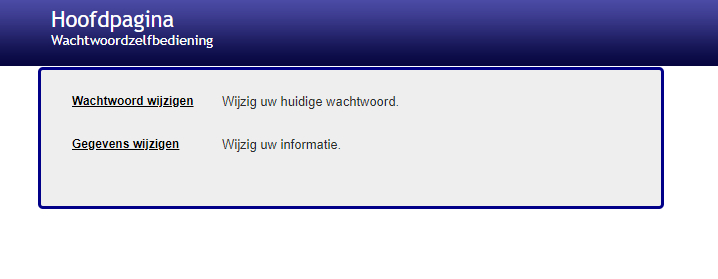 Hoofdpagina
Wachtwoordzelfbediening
Wachtwoord wijzigen Wijzig uw huidige wachtwoord.
Gegevens wijzigen Wijzig uw informatie.